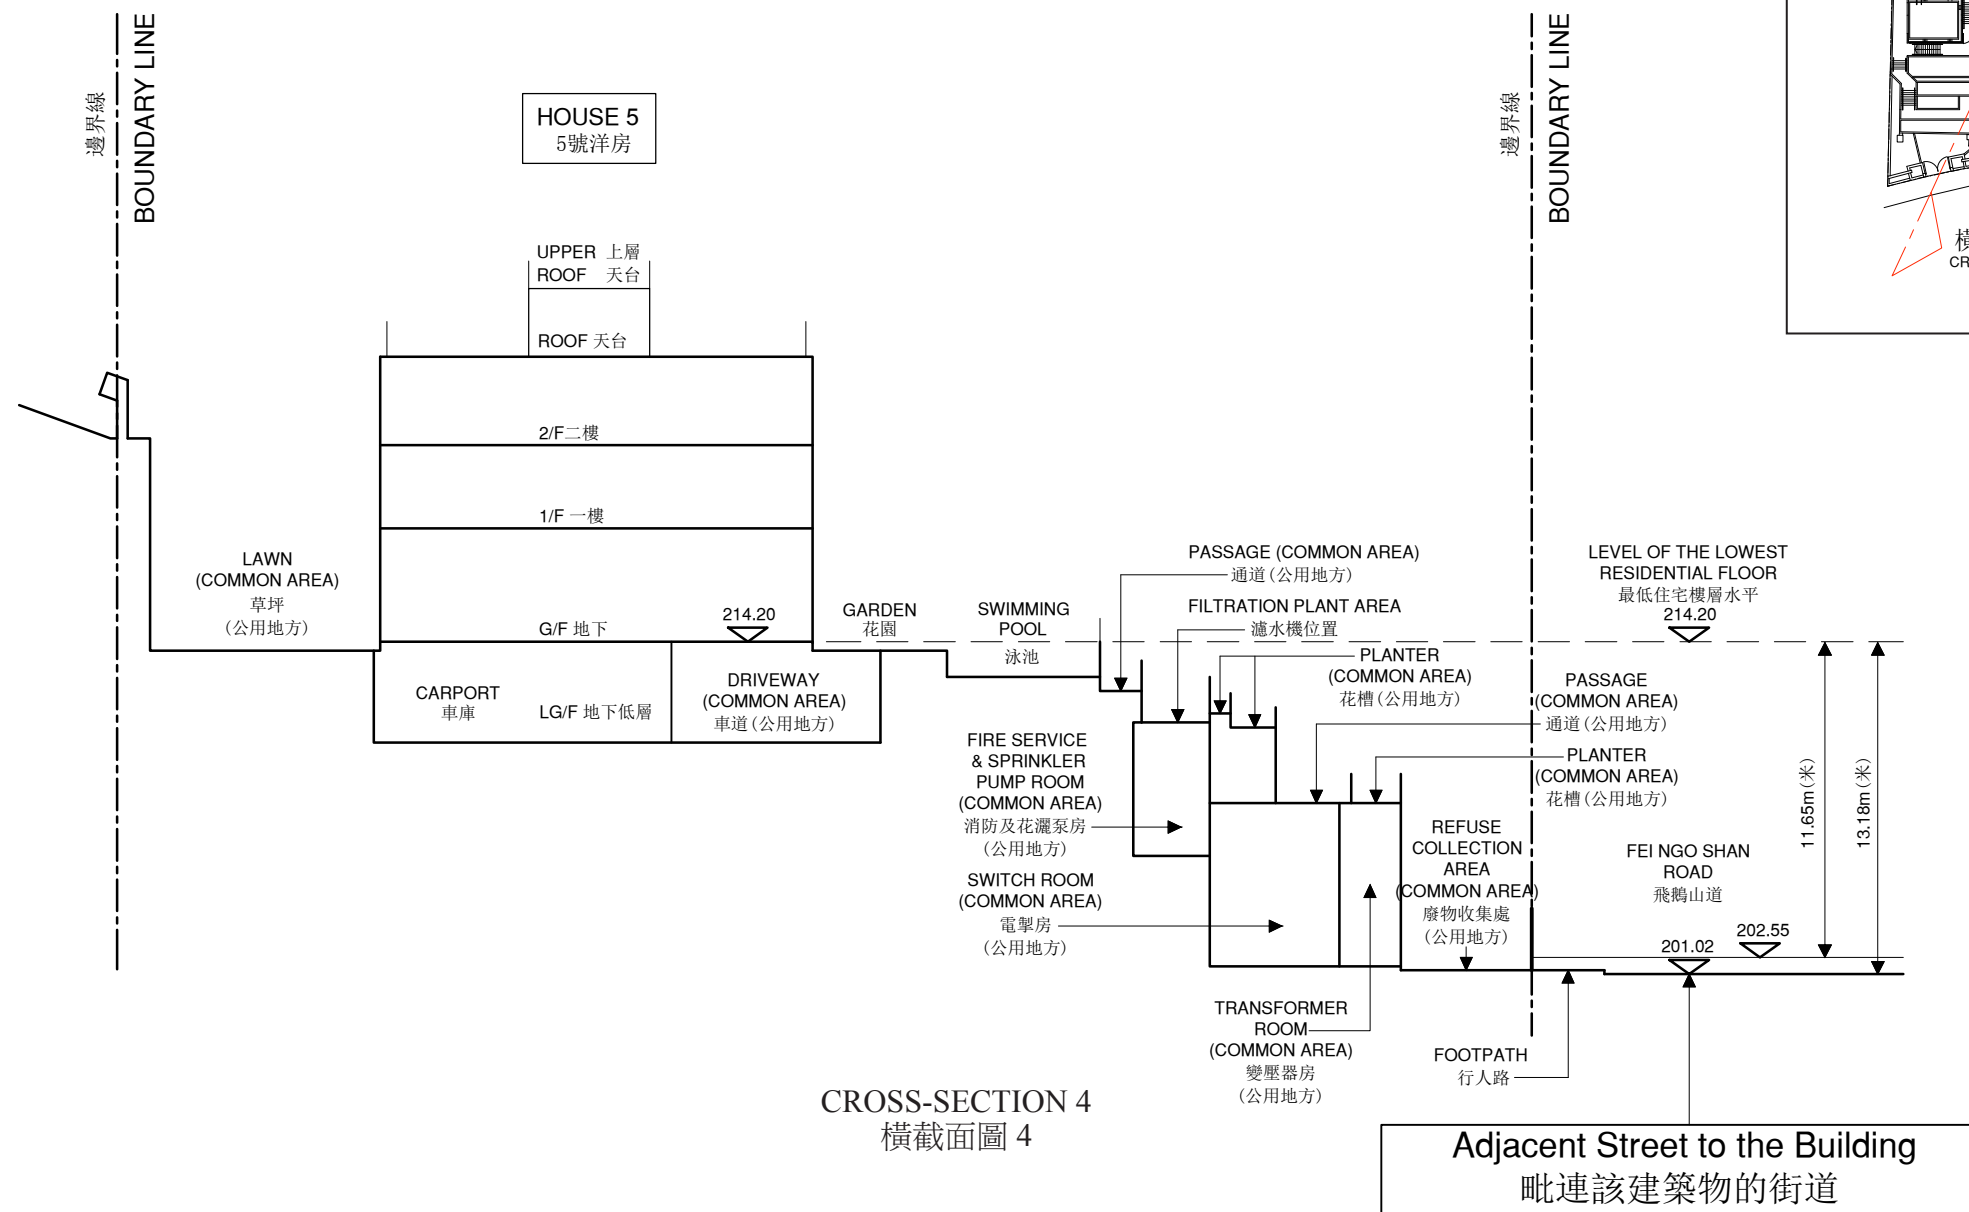 邊界線
BOUNDARY LINE
HOUSE 5
5號洋房
UPPER 上層
ROOF 天台
ROOF 天台
2/F二樓
1/F 一樓
G/F 地下
214.20
LAWN
(COMMON AREA)
草坪
(公用地方)
CARPORT
車庫
LG/F 地下低層
DRIVEWAY
(COMMON AREA)
車道(公用地方)
GARDEN
花園
SWIMMING
POOL
泳池
PASSAGE (COMMON AREA)
通道(公用地方)
FILTRATION PLANT AREA
濾水機位置
PLANTER
(COMMON AREA)
花槽(公用地方)
FIRE SERVICE
& SPRINKLER
PUMP ROOM
(COMMON AREA)
消防及花灑泵房
(公用地方)
SWITCH ROOM
(COMMON AREA)
電掣房
(公用地方)
TRANSFORMER
ROOM
(COMMON AREA)
變壓器房
(公用地方)
邊界線
BOUNDARY LINE
LEVEL OF THE LOWEST
RESIDENTIAL FLOOR
最低住宅樓層水平
214.20
PASSAGE
(COMMON AREA)
通道(公用地方)
PLANTER
(COMMON AREA)
花槽(公用地方)
REFUSE
COLLECTION
AREA
(COMMON AREA)
廢物收集處
(公用地方)
FEI NGO SHAN
ROAD
飛鵝山道
11.65m(米)
13.18m(米)
201.02
202.55
FOOTPATH
行人路
CROSS-SECTION 4
橫截面圖 4
Adjacent Street to the Building
毗連該建築物的街道
橫
CR